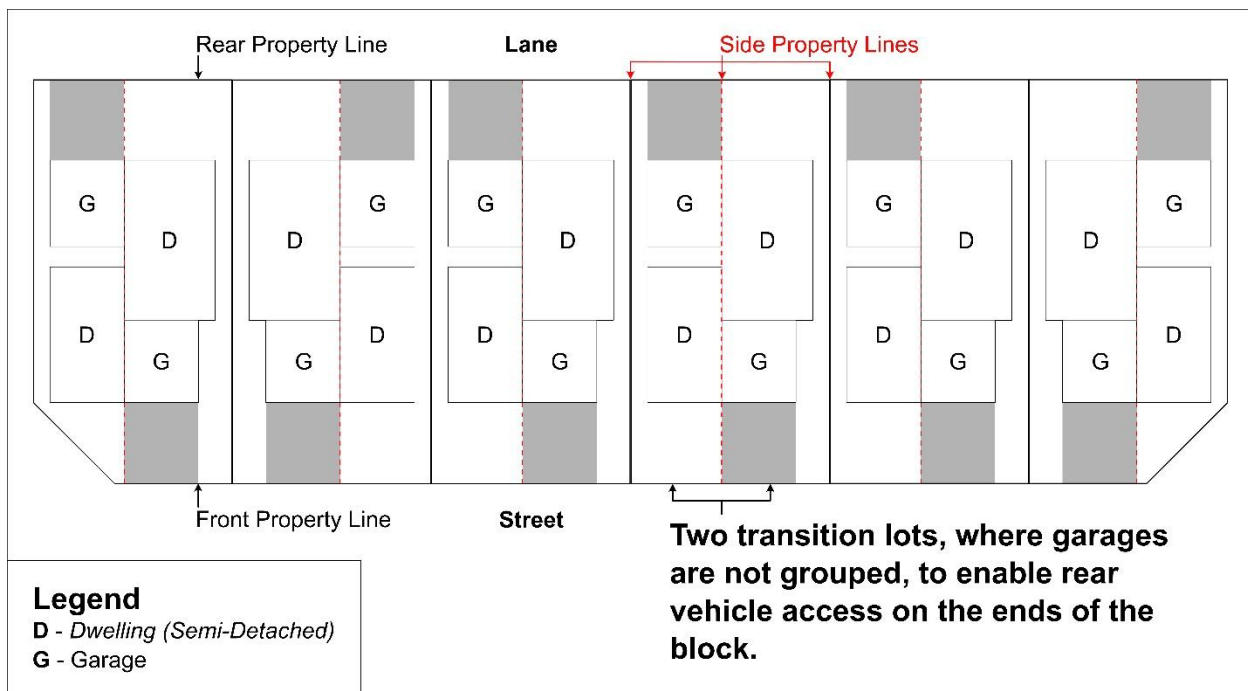 Rear Property Line
Lane
Side Property Lines
G
G
G
G
G
G
D
D
D
D
D
D
D
D
D
D
D
D
G
G
G
G
G
G
Front Property Line
Street
Two transition lots, where garages
are not grouped, to enable rear
vehicle access on the ends of the
block.
Legend
D - Dwelling (Semi-Detached)
G - Garage